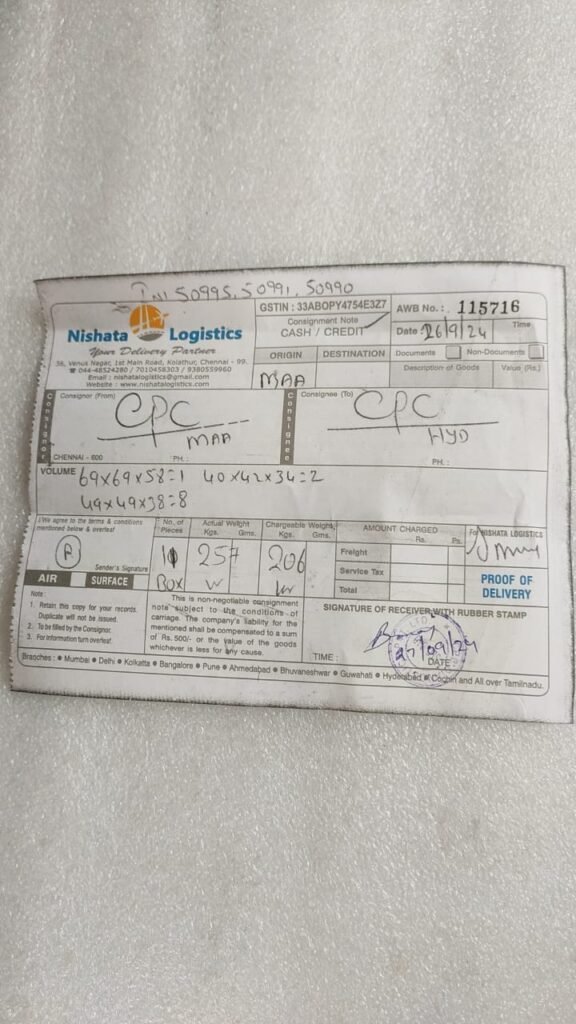 Inv 50995, 50991, 50990
Nishata Logistics
Your Delivery Partner
36, Venus Nagar, 1st Main Road, Kolathur, Chennai - 99.
☎ 044-48524280 / 7010458303 / 9380559960
Email : nishatalogistics@gmail.com
Website : www.nishatalogistics.com
GSTIN : 33ABOPY4754E3Z7
Consignment Note
CASH / CREDIT
AWB No. : 115716
Date 26/9/24
Time
ORIGIN DESTINATION
MAA
Documents Non-Documents
Description of Goods Value (Rs.)
Consignor
Consignor (From)
CPC
MAA
CHENNAI - 600 PH. :
Consignee
Consignee (To)
CPC
HYD
PH. :
VOLUME 69x69x58=1 40x42x34=2
49x49x38=8
I/We agree to the terms & conditions
mentioned below & overleaf
Sender's Signature
AIR SURFACE
No. of Pieces
Box
Actual Weight
Kgs. Gms.
257
Chargeable Weight
Kgs. Gms.
206
AMOUNT CHARGED
Rs. Ps.
Freight
Service Tax
Total
For NISHATA LOGISTICS
PROOF OF DELIVERY
Note :
1. Retain this copy for your records.
Duplicate will not be issued.
2. To be filled by the Consignor.
3. For information turn overleaf.
This is non-negotiable consignment
note subject to the conditions of
carriage. The company's liability for the
mentioned shall be compensated to a sum
of Rs. 500/- or the value of the goods
whichever is less for any cause.
SIGNATURE OF RECEIVER WITH RUBBER STAMP
TIME :
DATE :
27/09/24
Branches : ● Mumbai ● Delhi ● Kolkatta ● Bangalore ● Pune ● Ahmedabad ● Bhuvaneshwar ● Guwahati ● Hyderabad ● Cochin and All over Tamilnadu.